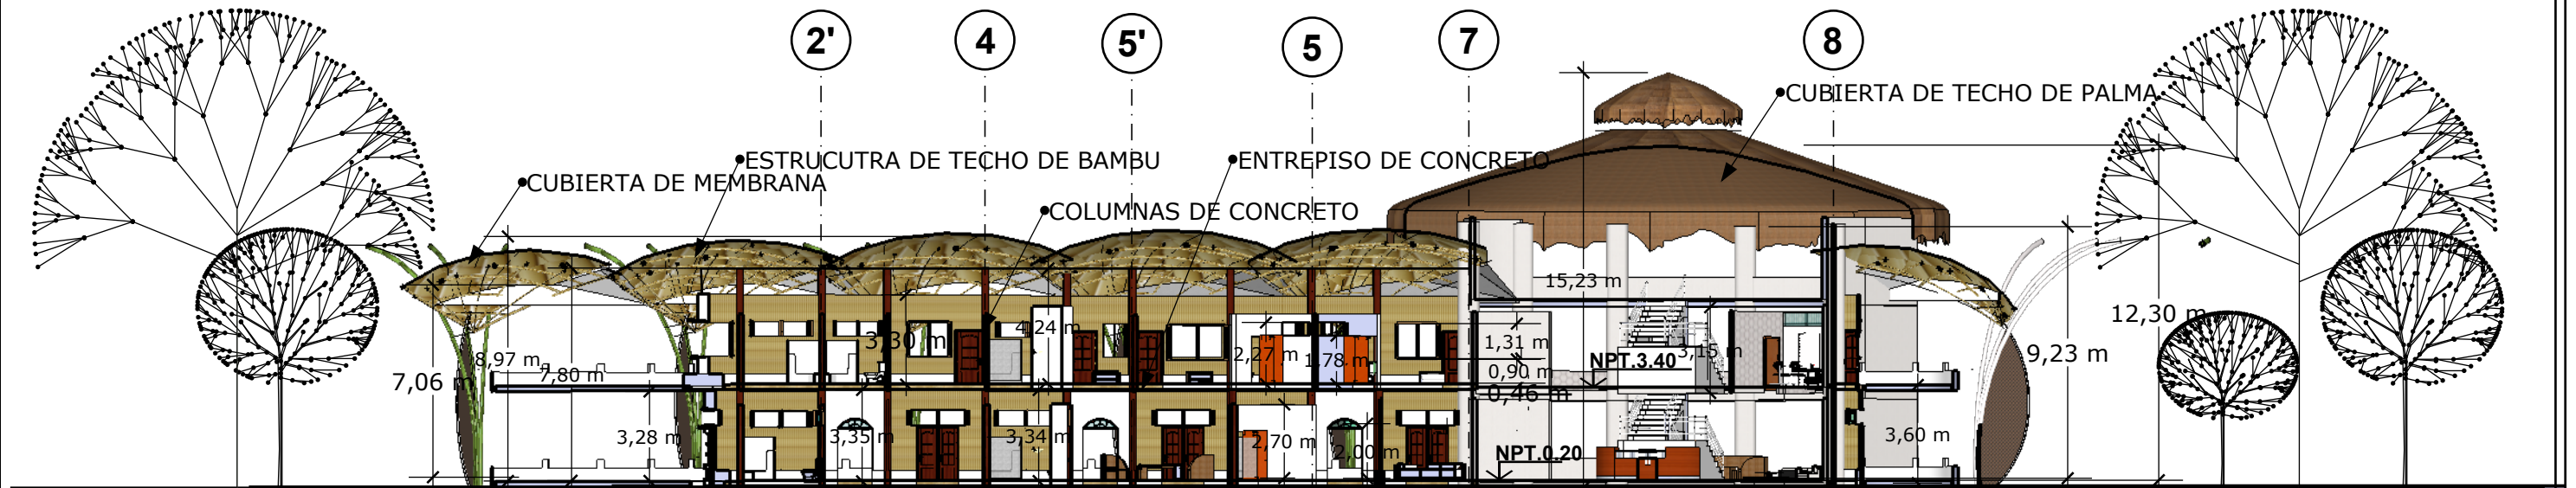 2'
4
5'
5
7
8
CUBIERTA DE TECHO DE PALMA
ESTRUCUTRA DE TECHO DE BAMBU
ENTREPISO DE CONCRETO
CUBIERTA DE MEMBRANA
COLUMNAS DE CONCRETO
15,23 m
12,30 m
4,24 m
3,30 m
1,31 m
3,15 m
9,23 m
8,97 m
2,27 m
1,78 m
NPT.3.40
7,80 m
0,90 m
7,06 m
0,46 m
3,28 m
3,35 m
3,34 m
2,70 m
2,00 m
NPT.0.20
3,60 m